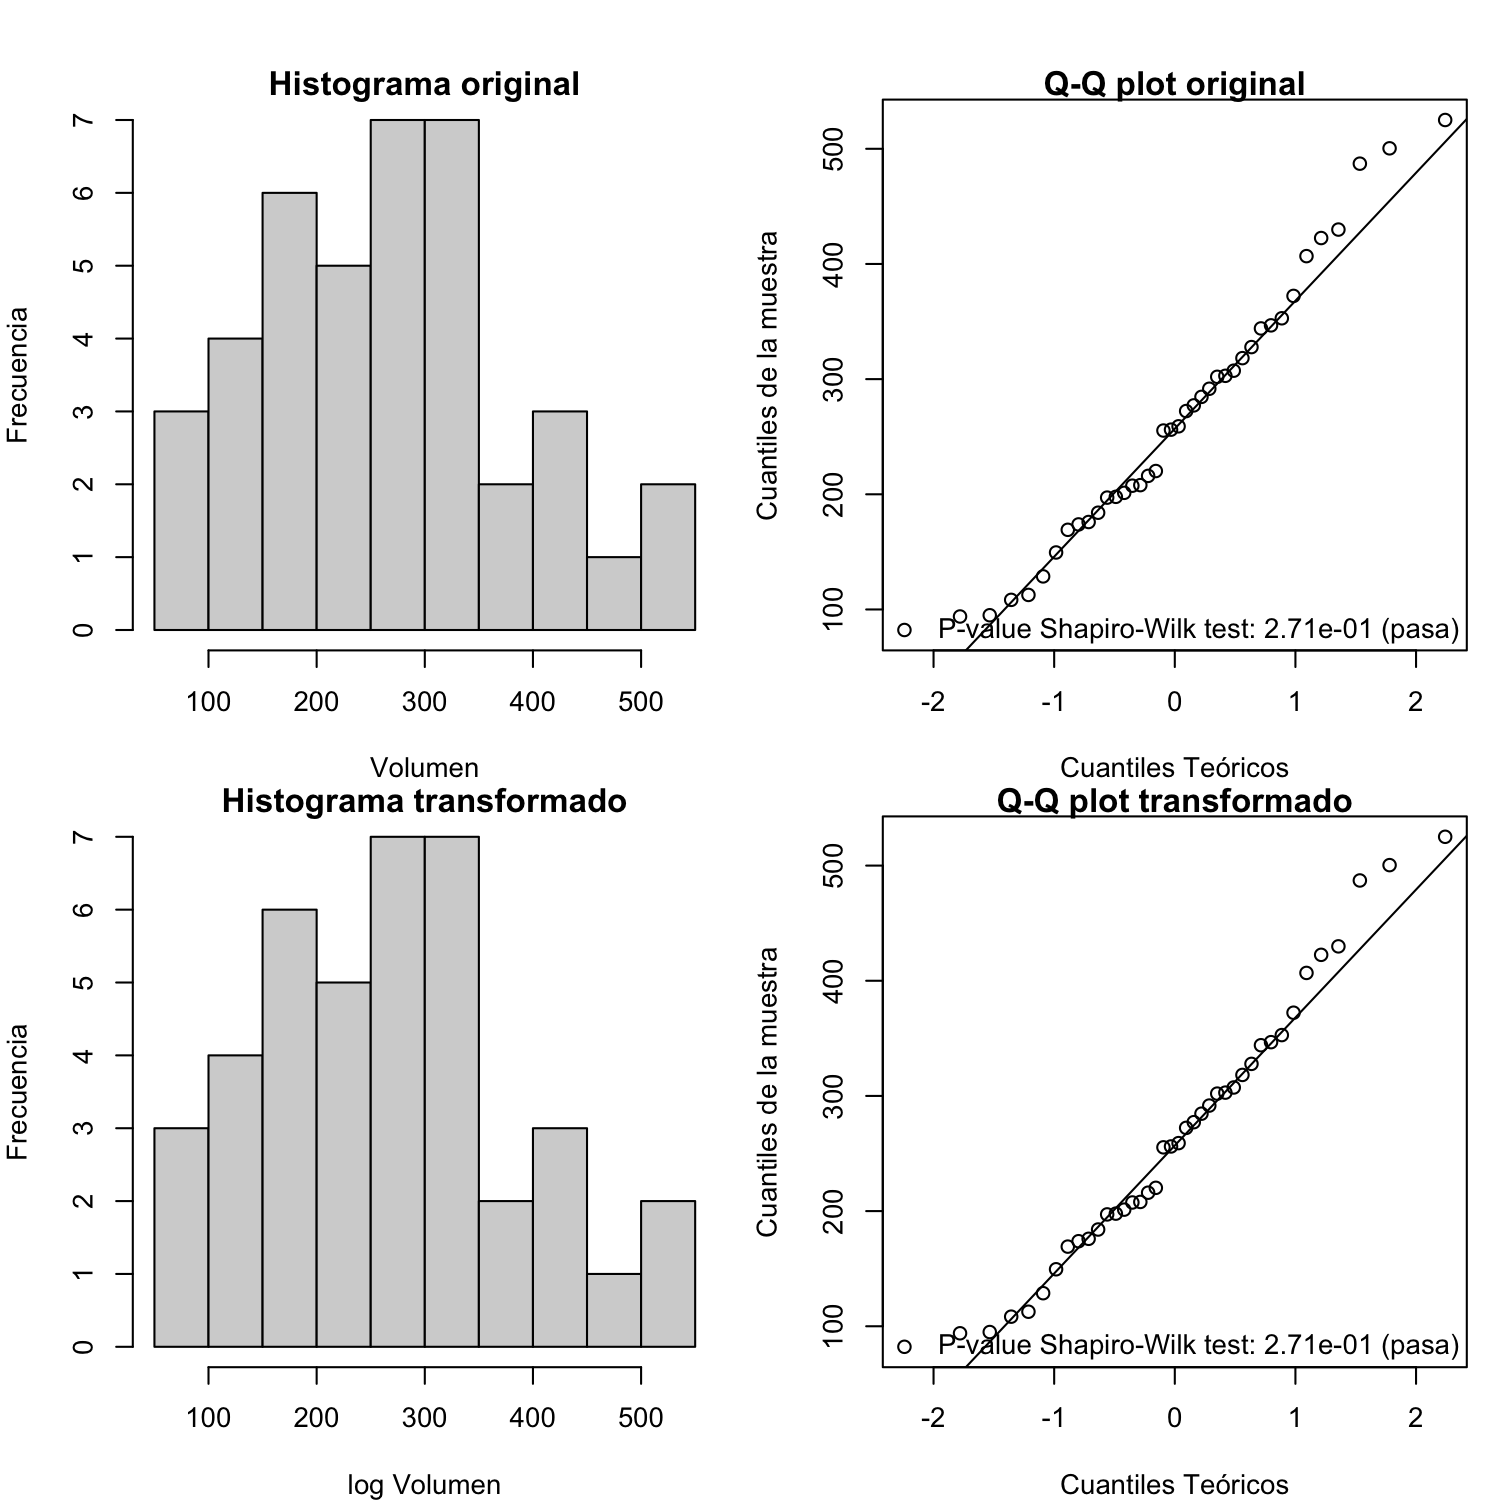 Histograma original
Frecuencia
7
6
5
4
3
2
1
0
100 200 300 400 500
Volumen
Q-Q plot original
Cuantiles de la muestra
500
400
300
200
100
P-value Shapiro-Wilk test: 2.71e-01 (pasa)
-2 -1 0 1 2
Cuantiles Teóricos
Histograma transformado
Frecuencia
7
6
5
4
3
2
1
0
100 200 300 400 500
log Volumen
Q-Q plot transformado
Cuantiles de la muestra
500
400
300
200
100
P-value Shapiro-Wilk test: 2.71e-01 (pasa)
-2 -1 0 1 2
Cuantiles Teóricos